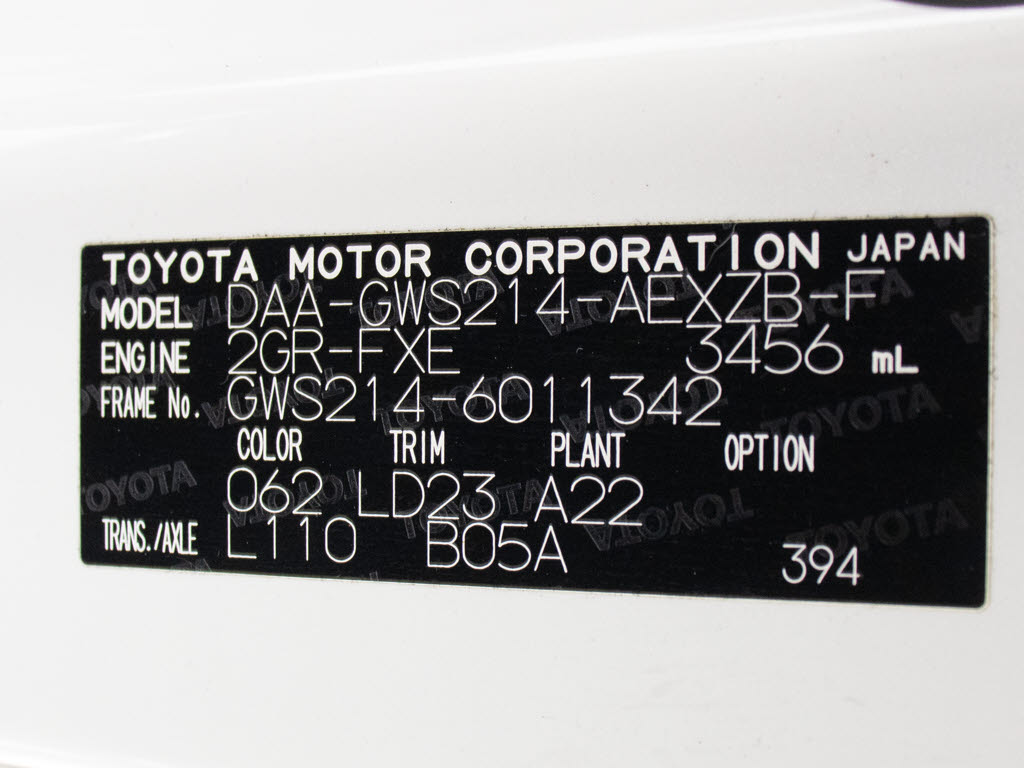 TOYOTA MOTOR CORPORATION JAPAN
MODEL DAA-GWS214-AEXZB-F
ENGINE 2GR-FXE 3456 mL
FRAME No. GWS214-6011342
COLOR TRIM PLANT OPTION
062 LD23 A22
TRANS./AXLE L110 B05A 394